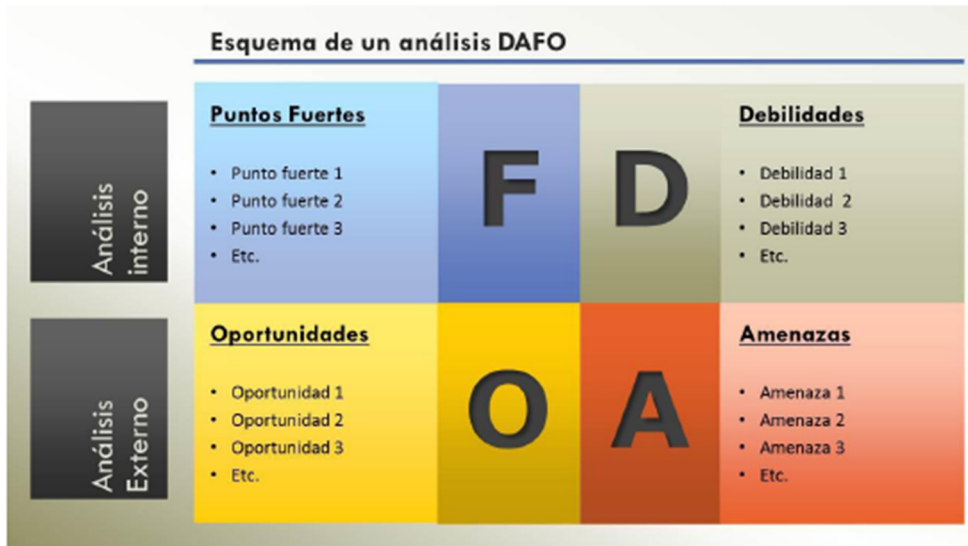 Esquema de un análisis DAFO
Análisis
interno
Puntos Fuertes
• Punto fuerte 1
• Punto fuerte 2
• Punto fuerte 3
• Etc.
F
D
Debilidades
• Debilidad 1
• Debilidad 2
• Debilidad 3
• Etc.
Análisis
Externo
Oportunidades
• Oportunidad 1
• Oportunidad 2
• Oportunidad 3
• Etc.
O
A
Amenazas
• Amenaza 1
• Amenaza 2
• Amenaza 3
• Etc.